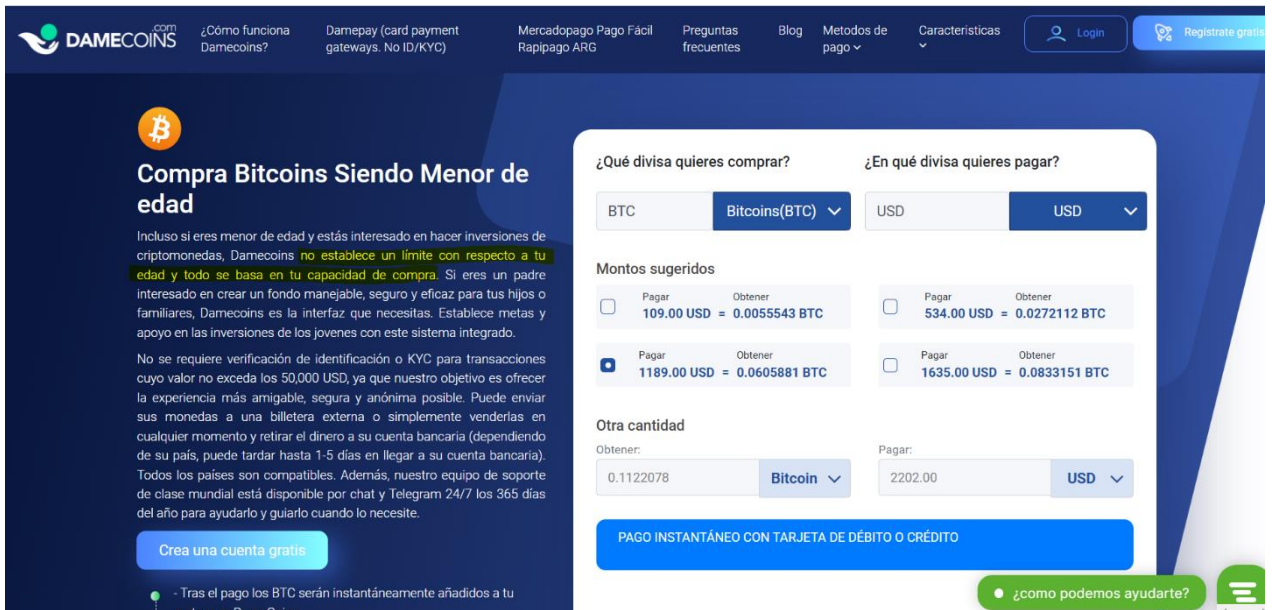 DAMECOINS.com
¿Cómo funciona
Damecoins?
Damepay (card payment
gateways. No ID/KYC)
Mercadopago Pago Fácil
Rapipago ARG
Preguntas
frecuentes
Blog
Metodos de
pago
Caracteristicas
Login
Regístrate gratis
Compra Bitcoins Siendo Menor de
edad
Incluso si eres menor de edad y estás interesado en hacer inversiones de
criptomonedas, Damecoins no establece un límite con respecto a tu
edad y todo se basa en tu capacidad de compra. Si eres un padre
interesado en crear un fondo manejable, seguro y eficaz para tus hijos o
familiares, Damecoins es la interfaz que necesitas. Establece metas y
apoyo en las inversiones de los jovenes con este sistema integrado.
No se requiere verificación de identificación o KYC para transacciones
cuyo valor no exceda los 50,000 USD, ya que nuestro objetivo es ofrecer
la experiencia más amigable, segura y anónima posible. Puede enviar
sus monedas a una billetera externa o simplemente venderlas en
cualquier momento y retirar el dinero a su cuenta bancaria (dependiendo
de su país, puede tardar hasta 1-5 días en llegar a su cuenta bancaria).
Todos los países son compatibles. Además, nuestro equipo de soporte
de clase mundial está disponible por chat y Telegram 24/7 los 365 días
del año para ayudarlo y guiarlo cuando lo necesite.
Crea una cuenta gratis
- Tras el pago los BTC serán instantáneamente añadidos a tu
¿Qué divisa quieres comprar?
¿En qué divisa quieres pagar?
BTC
Bitcoins(BTC)
USD
USD
Montos sugeridos
Pagar Obtener
109.00 USD = 0.0055543 BTC
Pagar Obtener
534.00 USD = 0.0272112 BTC
Pagar Obtener
1189.00 USD = 0.0605881 BTC
Pagar Obtener
1635.00 USD = 0.0833151 BTC
Otra cantidad
Obtener:
0.1122078
Bitcoin
Pagar:
2202.00
USD
PAGO INSTANTÁNEO CON TARJETA DE DÉBITO O CRÉDITO
¿como podemos ayudarte?